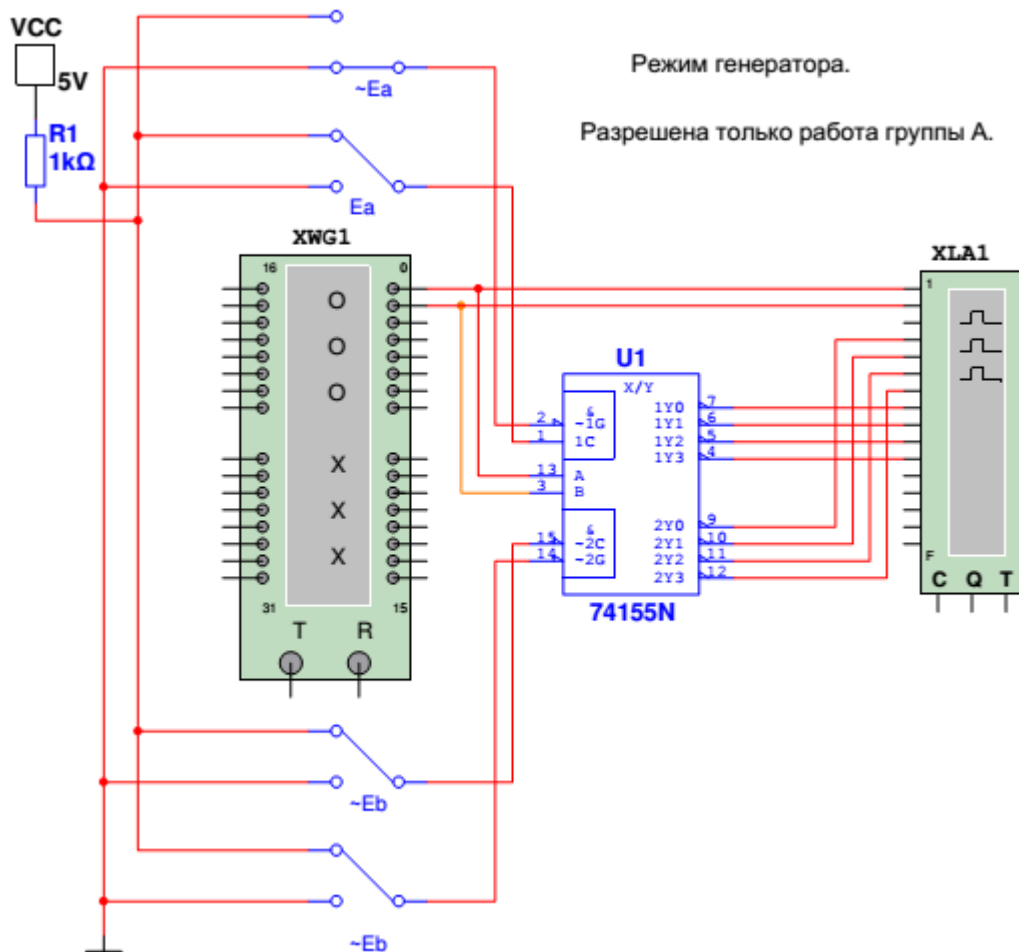 VCC
5V
R1
1kΩ
~Ea
Ea
Режим генератора.
Разрешена только работа группы А.
XWG1
16
0
O
O
O
X
X
X
31
15
T
R
U1
X/Y
&
2
~1G
1
1C
13
A
3
B
&
15
~2C
14
~2G
1Y0
7
1Y1
6
1Y2
5
1Y3
4
2Y0
9
2Y1
10
2Y2
11
2Y3
12
74155N
XLA1
1
F
C Q T
~Eb
~Eb